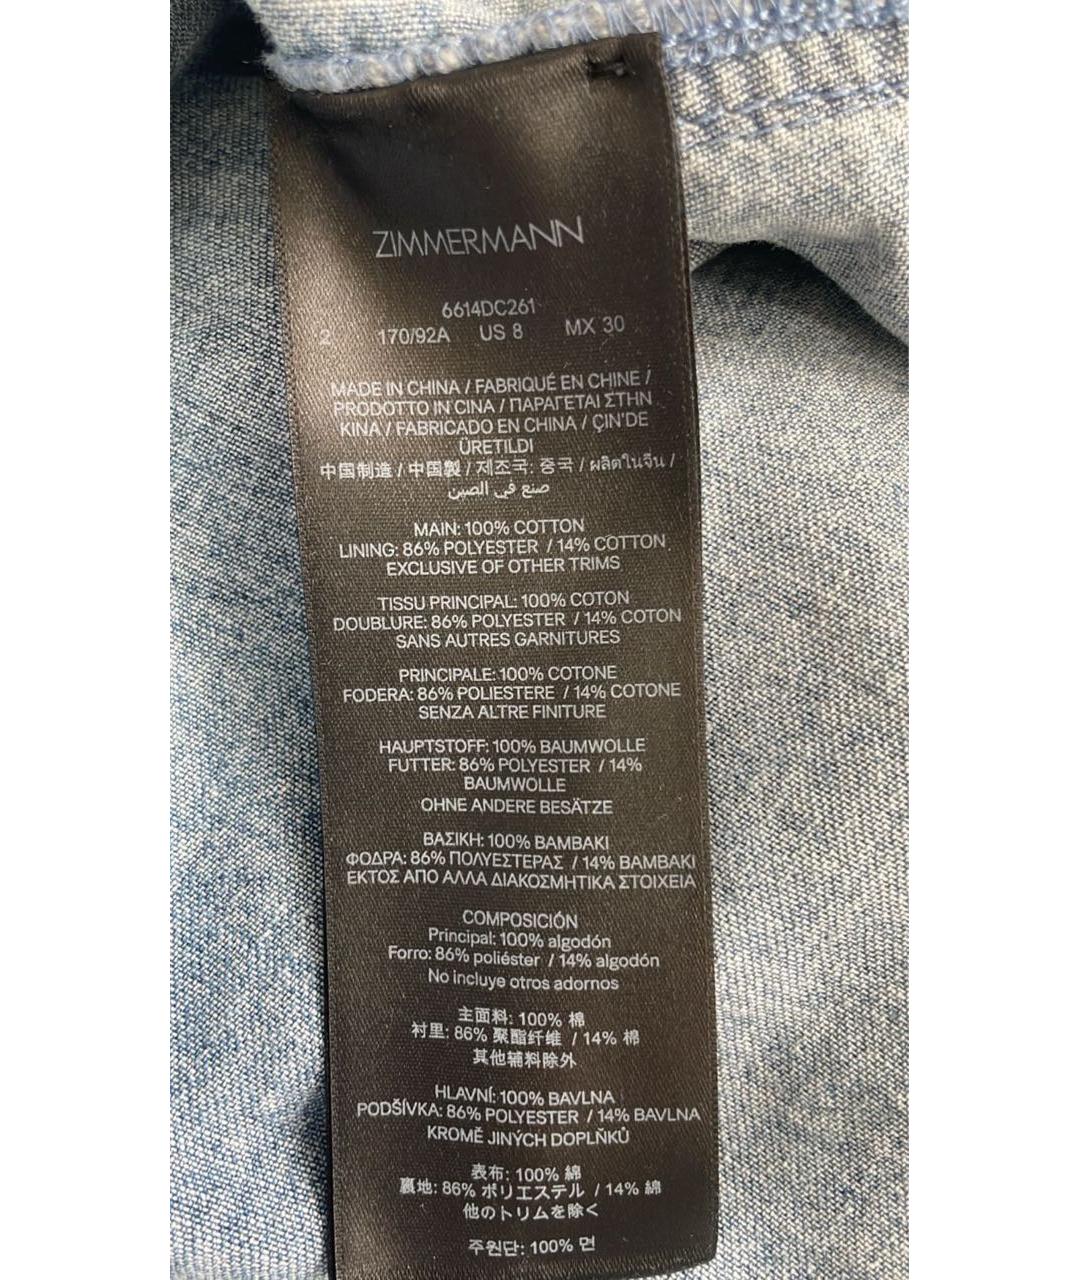 ZIMMERMANN
6614DC261
2 170/92A US 8 MX 30
MADE IN CHINA / FABRIQUÉ EN CHINE /
PRODOTTO IN CINA / ΠΑΡΑΓΕΤΑΙ ΣΤΗΝ
ΚΙΝΑ / FABRICADO EN CHINA / ÇIN'DE
ÜRETILDI
中国制造 / 中国製 / 제조국: 중국 / ผลิตในจีน /
صنع في الصين
MAIN: 100% COTTON
LINING: 86% POLYESTER / 14% COTTON
EXCLUSIVE OF OTHER TRIMS
TISSU PRINCIPAL: 100% COTON
DOUBLURE: 86% POLYESTER / 14% COTON
SANS AUTRES GARNITURES
PRINCIPALE: 100% COTONE
FODERA: 86% POLIESTERE / 14% COTONE
SENZA ALTRE FINITURE
HAUPTSTOFF: 100% BAUMWOLLE
FUTTER: 86% POLYESTER / 14%
BAUMWOLLE
OHNE ANDERE BESÄTZE
ΒΑΣΙΚΗ: 100% ΒΑΜΒΑΚΙ
ΦΟΔΡΑ: 86% ΠΟΛΥΕΣΤΕΡΑΣ / 14% ΒΑΜΒΑΚΙ
ΕΚΤΟΣ ΑΠΟ ΑΛΛΑ ΔΙΑΚΟΣΜΗΤΙΚΑ ΣΤΟΙΧΕΙΑ
COMPOSICIÓN
Principal: 100% algodón
Forro: 86% poliéster / 14% algodón
No incluye otros adornos
主面料: 100% 棉
衬里: 86% 聚酯纤维 / 14% 棉
其他辅料除外
HLAVNÍ: 100% BAVLNA
PODŠÍVKA: 86% POLYESTER / 14% BAVLNA
KROMĚ JINÝCH DOPLŇKŮ
表布: 100% 綿
裏地: 86% ポリエステル / 14% 綿
他のトリムを除く
주원단: 100% 면